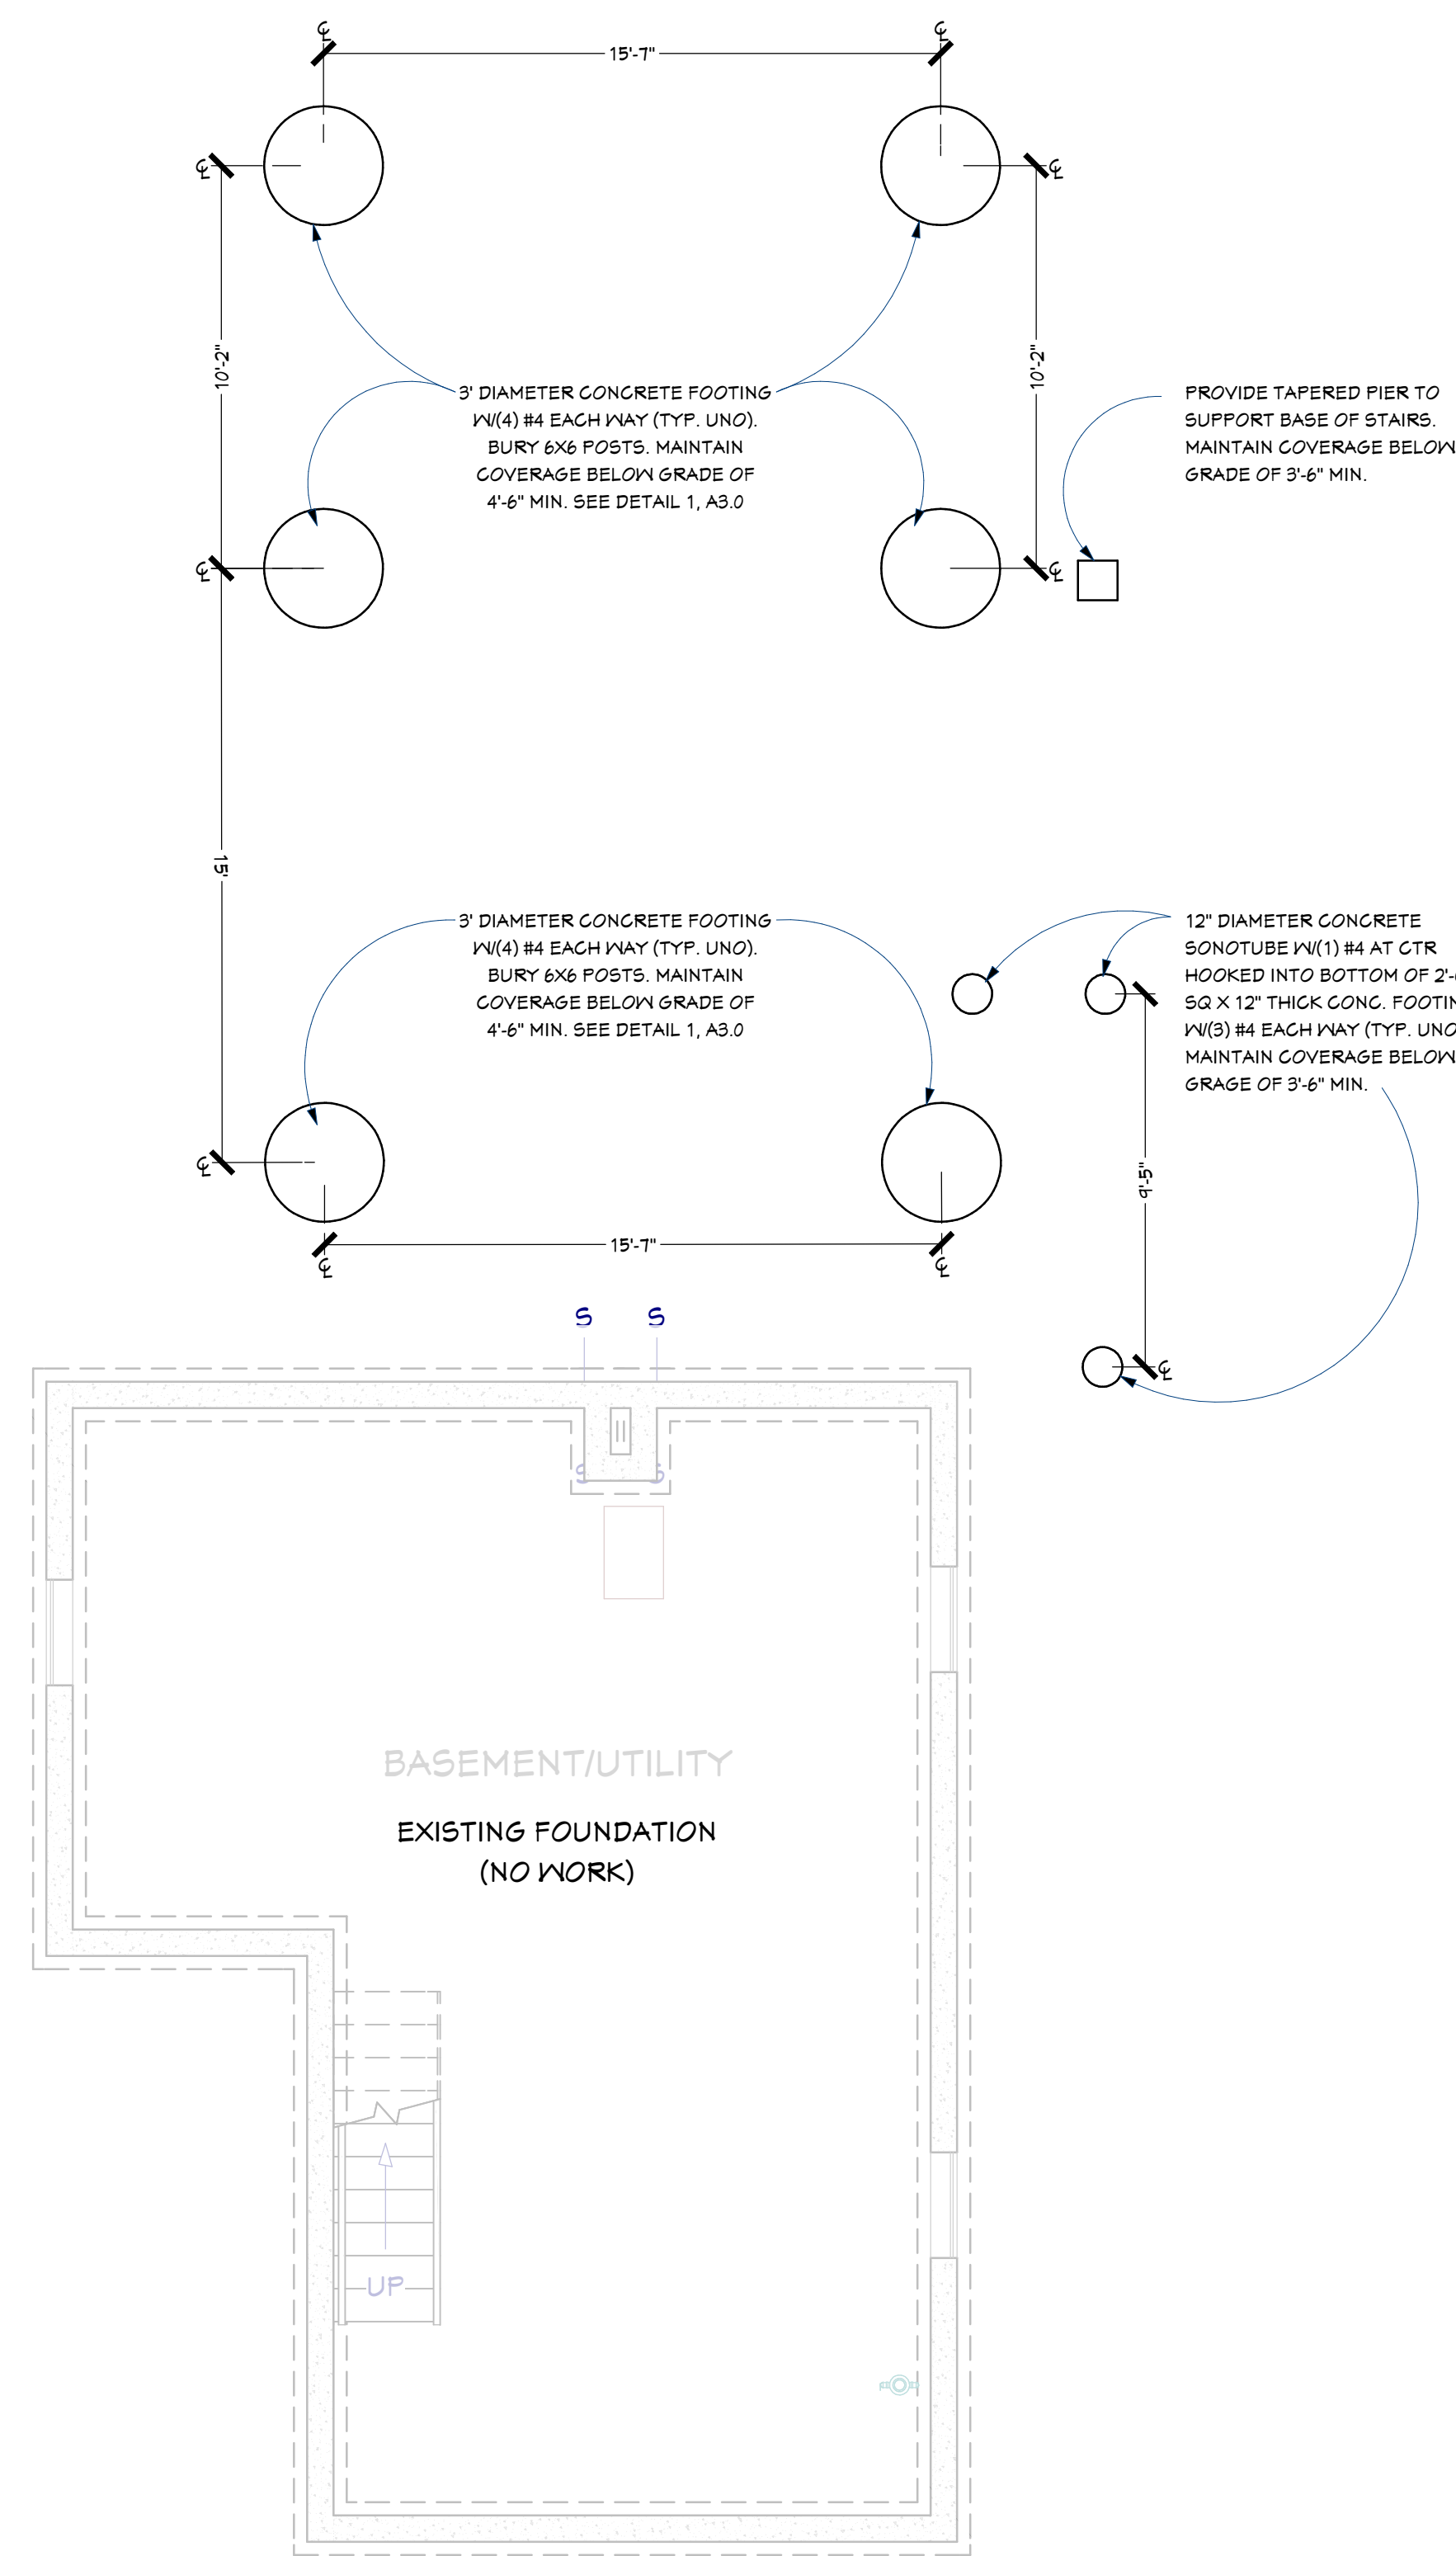 ℄ ℄
15'-7"
℄ ℄
10'-2"
10'-2"
3' DIAMETER CONCRETE FOOTING
W/(4) #4 EACH WAY (TYP. UNO).
BURY 6X6 POSTS. MAINTAIN
COVERAGE BELOW GRADE OF
4'-6" MIN. SEE DETAIL 1, A3.0
PROVIDE TAPERED PIER TO
SUPPORT BASE OF STAIRS.
MAINTAIN COVERAGE BELOW
GRADE OF 3'-6" MIN.
℄ ℄
15'
3' DIAMETER CONCRETE FOOTING
W/(4) #4 EACH WAY (TYP. UNO).
BURY 6X6 POSTS. MAINTAIN
COVERAGE BELOW GRADE OF
4'-6" MIN. SEE DETAIL 1, A3.0
12" DIAMETER CONCRETE
SONOTUBE W/(1) #4 AT CTR
HOOKED INTO BOTTOM OF 2'-
SQ X 12" THICK CONC. FOOTIN
W/(3) #4 EACH WAY (TYP. UNO
MAINTAIN COVERAGE BELOW
GRAGE OF 3'-6" MIN.
℄
9'-5"
15'-7"
℄ ℄
S S
℄
S S
BASEMENT/UTILITY
EXISTING FOUNDATION
(NO WORK)
UP